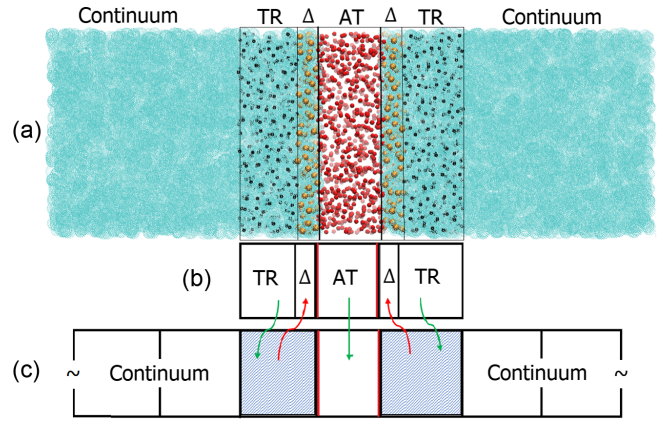 Continuum TR Δ AT Δ TR Continuum
(a)
(b) TR Δ AT Δ TR
(c) ~ Continuum Continuum ~